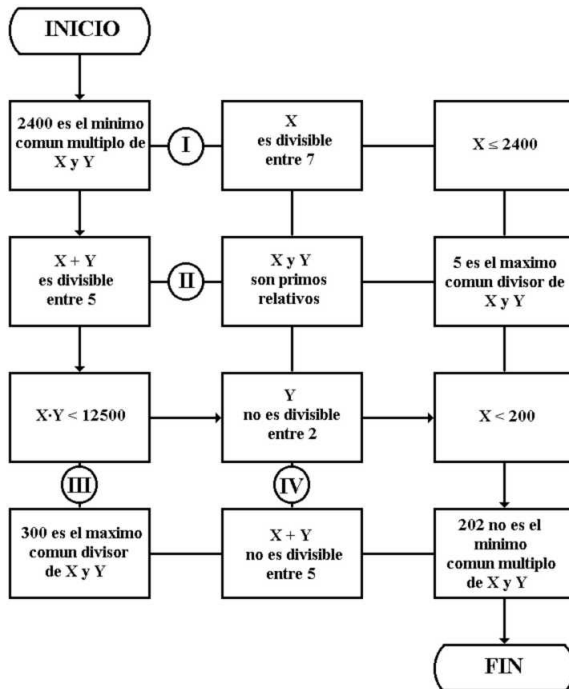 INICIO
2400 es el minimo
comun multiplo de
X y Y
I
X
es divisible
entre 7
X ≤ 2400
X + Y
es divisible
entre 5
II
X y Y
son primos
relativos
5 es el maximo
comun divisor de
X y Y
X·Y < 12500
Y
no es divisible
entre 2
X < 200
III
IV
300 es el maximo
comun divisor
de X y Y
X + Y
no es divisible
entre 5
202 no es el
minimo
comun multiplo
de X y Y
FIN